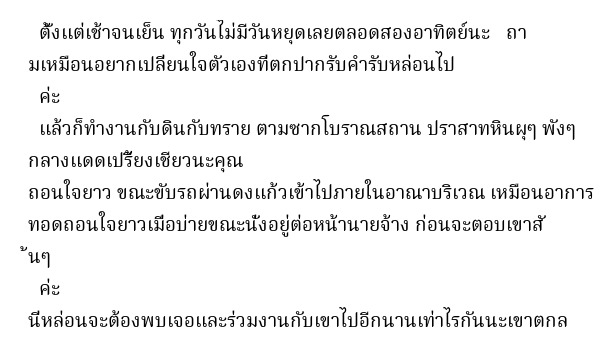 ตั้งแต่เช้าจนเย็น ทุกวันไม่มีวันหยุดเลยตลอดสองอาทิตย์นะ ถา
มเหมือนอยากเปลี่ยนใจตัวเองที่ตกปากรับคำรับหล่อนไป
ค่ะ
แล้วก็ทำงานกับดินกับทราย ตามซากโบราณสถาน ปราสาทหินผุๆ พังๆ
กลางแดดเปรี้ยงเชียวนะคุณ
ถอนใจยาว ขณะขับรถผ่านดงแก้วเข้าไปภายในอาณาบริเวณ เหมือนอาการ
ทอดถอนใจยาวเมื่อบ่ายขณะนั่งอยู่ต่อหน้านายจ้าง ก่อนจะตอบเขาสั
้นๆ
ค่ะ
นี่หล่อนจะต้องพบเจอและร่วมงานกับเขาไปอีกนานเท่าไรกันนะเขาตกล